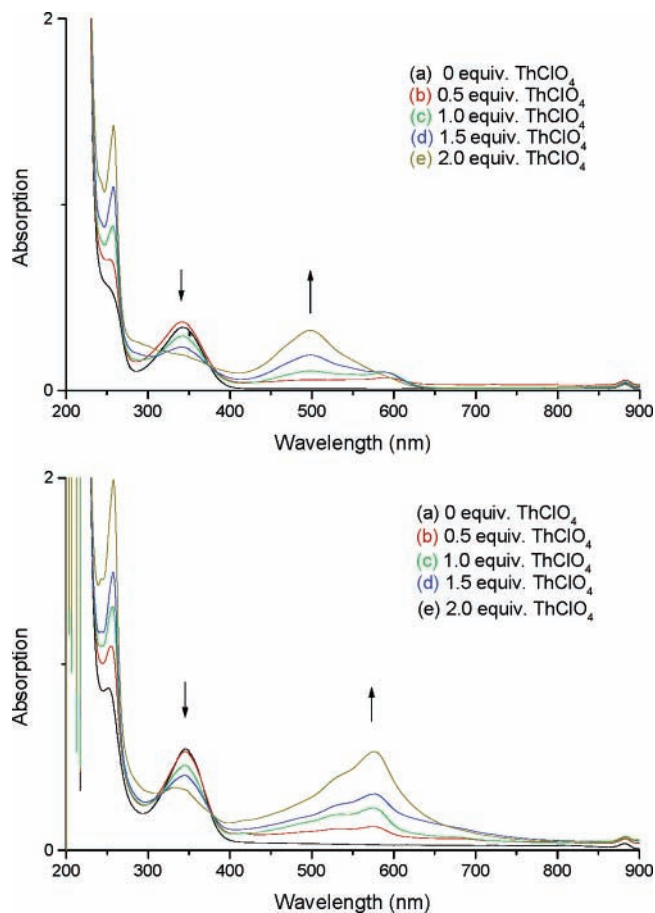 2
(a) 0 equiv. ThClO4
(b) 0.5 equiv. ThClO4
(c) 1.0 equiv. ThClO4
(d) 1.5 equiv. ThClO4
(e) 2.0 equiv. ThClO4
Absorption
0
200 300 400 500 600 700 800 900
Wavelength (nm)
2
(a) 0 equiv. ThClO4
(b) 0.5 equiv. ThClO4
(c) 1.0 equiv. ThClO4
(d) 1.5 equiv. ThClO4
(e) 2.0 equiv. ThClO4
Absorption
0
200 300 400 500 600 700 800 900
Wavelength (nm)